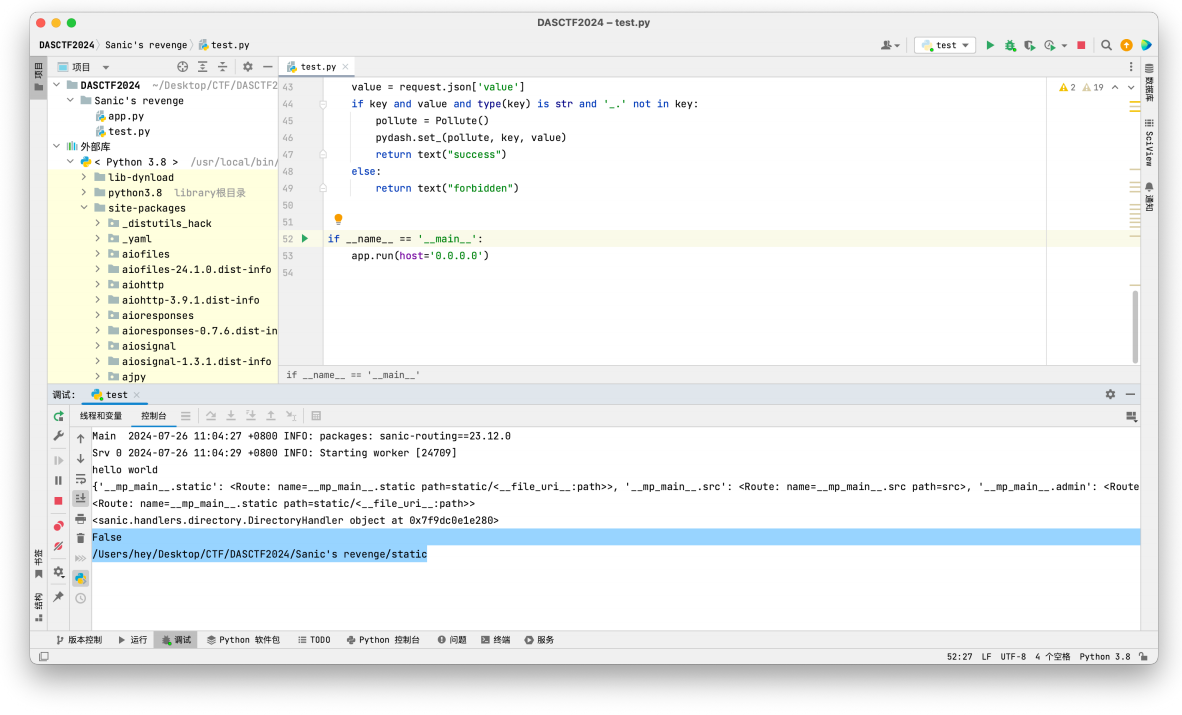 DASCTF2024 – test.py
DASCTF2024 Sanic's revenge test.py
test
项目
项目
DASCTF2024 ~/Desktop/CTF/DASCTF2
Sanic's revenge
app.py
test.py
外部库
< Python 3.8 > /usr/local/bin/
lib-dynload
python3.8 library根目录
site-packages
_distutils_hack
_yaml
aiofiles
aiofiles-24.1.0.dist-info
aiohttp
aiohttp-3.9.1.dist-info
aioresponses
aioresponses-0.7.6.dist-in
aiosignal
aiosignal-1.3.1.dist-info
ajpy
test.py
2 19
43 value = request.json['value']
44 if key and value and type(key) is str and '_.' not in key:
45 pollute = Pollute()
46 pydash.set_(pollute, key, value)
47 return text("success")
48 else:
49 return text("forbidden")
50
51
52 if __name__ == '__main__':
53 app.run(host='0.0.0.0')
54
if __name__ == '__main__'
数据库
SciView
通知
调试: test
线程和变量 控制台
Main 2024-07-26 11:04:27 +0800 INFO: packages: sanic-routing==23.12.0
Srv 0 2024-07-26 11:04:29 +0800 INFO: Starting worker [24709]
hello world
{'__mp_main__.static': <Route: name=__mp_main__.static path=static/<__file_uri__:path>>, '__mp_main__.src': <Route: name=__mp_main__.src path=src>, '__mp_main__.admin': <Route
<Route: name=__mp_main__.static path=static/<__file_uri__:path>>
<sanic.handlers.directory.DirectoryHandler object at 0x7f9dc0e1e280>
False
/Users/hey/Desktop/CTF/DASCTF2024/Sanic's revenge/static
书签
结构
版本控制 运行 调试 Python 软件包 TODO Python 控制台 问题 终端 服务
52:27 LF UTF-8 4 个空格 Python 3.8